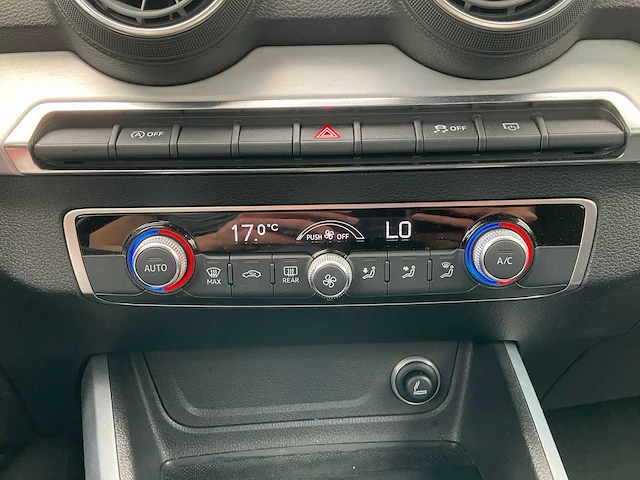 OFF
OFF
17.0°C
PUSH OFF
LO
AUTO
MAX
REAR
A/C